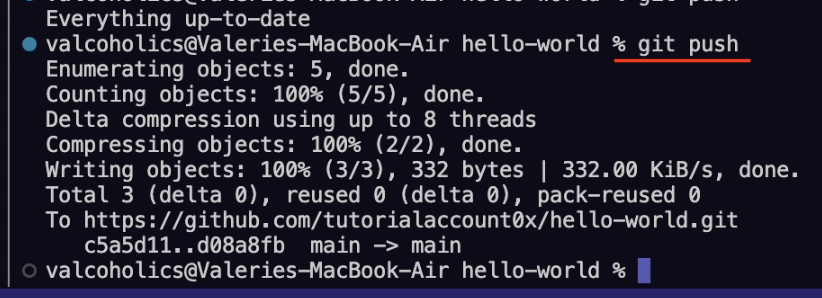 Everything up-to-date
valcoholics@Valeries-MacBook-Air hello-world % git push
Enumerating objects: 5, done.
Counting objects: 100% (5/5), done.
Delta compression using up to 8 threads
Compressing objects: 100% (2/2), done.
Writing objects: 100% (3/3), 332 bytes | 332.00 KiB/s, done.
Total 3 (delta 0), reused 0 (delta 0), pack-reused 0
To https://github.com/tutorialaccount0x/hello-world.git
c5a5d11..d08a8fb  main -> main
valcoholics@Valeries-MacBook-Air hello-world %